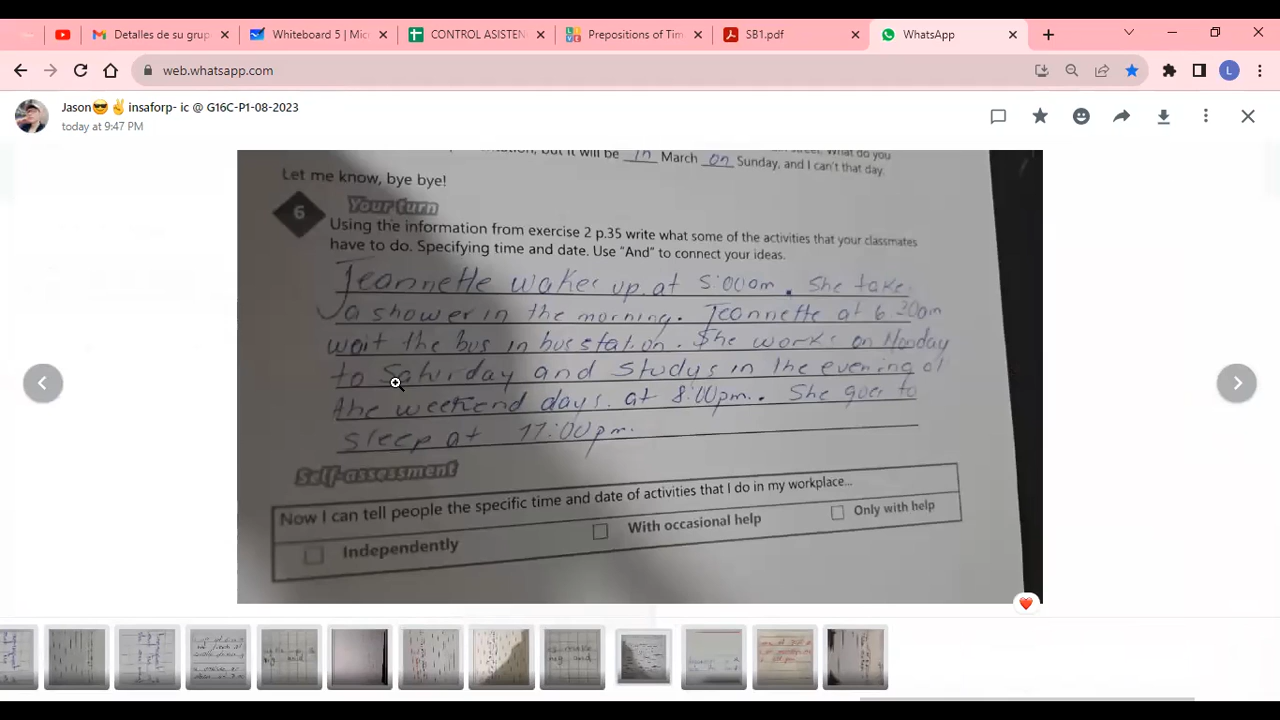 Detalles de su grup
Whiteboard 5 | Mic
CONTROL ASISTEN
LIVE
Prepositions of Tim
SB1.pdf
WhatsApp
web.whatsapp.com
L
Jason😎✌ insaforp- ic @ G16C-P1-08-2023
today at 9:47 PM
but it will be in March on Sunday, and I can't that day.
What do you
Let me know, bye bye!
6 Your turn
Using the information from exercise 2 p.35 write what some of the activities that your classmates
have to do. Specifying time and date. Use “And” to connect your ideas.
Jeannette wakes up at 5:00am. She take
a shower in the morning. Jeannette at 6:30am
wait the bus in bus station. She works on Monday
to Saturday and studys in the evening of
the weekend days. at 8:00pm. She goes to
sleep at 11:00pm.
Self-assessment
Now I can tell people the specific time and date of activities that I do in my workplace...
Independently
With occasional help
Only with help